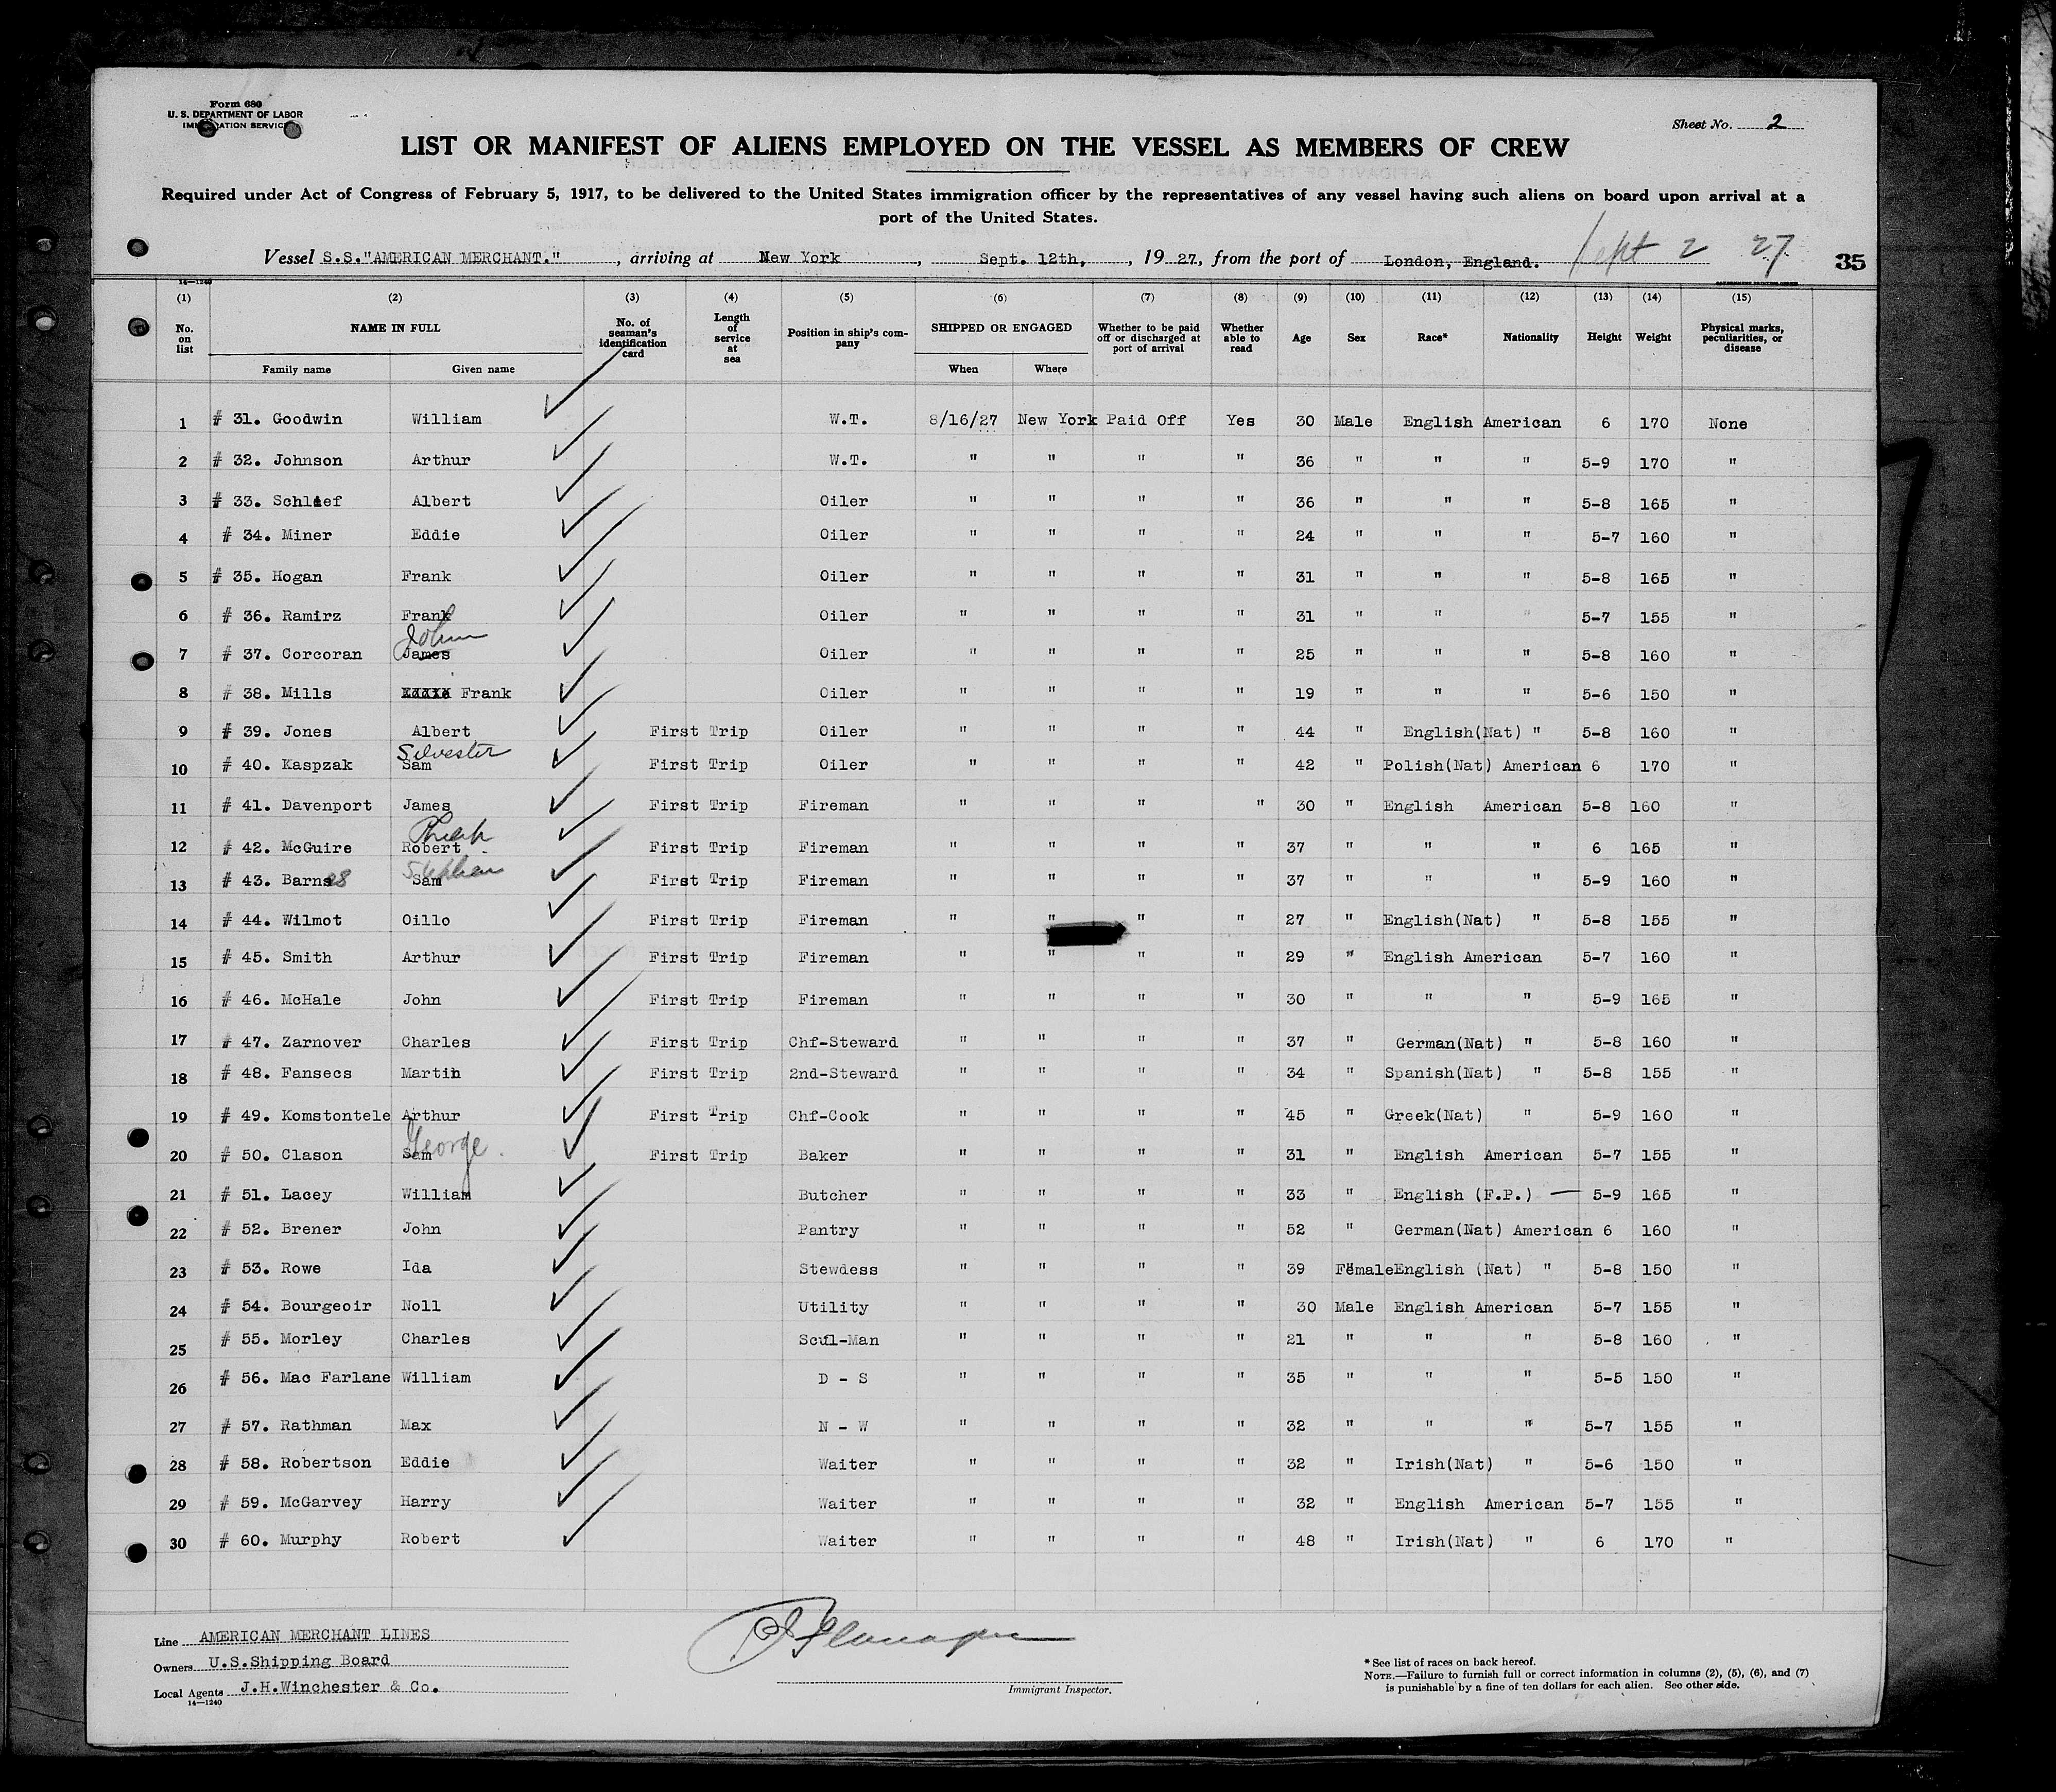 Form 680
U. S. DEPARTMENT OF LABOR
IMMIGRATION SERVICE
Sheet No. 2
LIST OR MANIFEST OF ALIENS EMPLOYED ON THE VESSEL AS MEMBERS OF CREW
Required under Act of Congress of February 5, 1917, to be delivered to the United States immigration officer by the representatives of any vessel having such aliens on board upon arrival at a
port of the United States.
Vessel S.S."AMERICAN MERCHANT.", arriving at New York, Sept. 12th, 1927, from the port of London, England. Sept 2 27
35
14—1240
(1) (2) (3) (4) (5) (6) (7) (8) (9) (10) (11) (12) (13) (14) (15)
No. on list NAME IN FULL No. of seaman's identification card Length of service at sea Position in ship's company SHIPPED OR ENGAGED Whether to be paid off or discharged at port of arrival Whether able to read Age Sex Race* Nationality Height Weight Physical marks, peculiarities, or disease
Family name Given name When Where
1 # 31. Goodwin William W.T. 8/16/27 New York Paid Off Yes 30 Male English American 6 170 None
2 # 32. Johnson Arthur W.T. " " " " 36 " " " 5-9 170 "
3 # 33. Schlief Albert Oiler " " " " 36 " " " 5-8 165 "
4 # 34. Miner Eddie Oiler " " " " 24 " " " 5-7 160 "
5 # 35. Hogan Frank Oiler " " " " 31 " " " 5-8 165 "
6 # 36. Ramirz Frank Oiler " " " " 31 " " " 5-7 155 "
7 # 37. Corcoran John James Oiler " " " " 25 " " " 5-8 160 "
8 # 38. Mills Frank Oiler " " " " 19 " " " 5-6 150 "
9 # 39. Jones Albert First Trip Oiler " " " " 44 " English(Nat) " 5-8 160 "
10 # 40. Kaspzak Silvester Sam First Trip Oiler " " " " 42 " Polish(Nat) American 6 170 "
11 # 41. Davenport James First Trip Fireman " " " " 30 " English American 5-8 160 "
12 # 42. McGuire Robert First Trip Fireman " " " " 37 " " " 6 165 "
13 # 43. Barnes Stephen Sam First Trip Fireman " " " " 37 " " " 5-9 160 "
14 # 44. Wilmot Oillo First Trip Fireman " " " " 27 " English(Nat) " 5-8 155 "
15 # 45. Smith Arthur First Trip Fireman " " " " 29 " English American 5-7 160 "
16 # 46. McHale John First Trip Fireman " " " " 30 " " " 5-9 165 "
17 # 47. Zarnover Charles First Trip Chf-Steward " " " " 37 " German(Nat) " 5-8 160 "
18 # 48. Fansecs Martin First Trip 2nd-Steward " " " " 34 " Spanish(Nat) " 5-8 155 "
19 # 49. Komstontele Arthur First Trip Chf-Cook " " " " 45 " Greek(Nat) " 5-9 160 "
20 # 50. Clason George Sam First Trip Baker " " " " 31 " English American 5-7 155 "
21 # 51. Lacey William Butcher " " " " 33 " English (F.P.) — 5-9 165 "
22 # 52. Brener John Pantry " " " " 52 " German(Nat) American 6 160 "
23 # 53. Rowe Ida Stewdess " " " " 39 Female English (Nat) " 5-8 150 "
24 # 54. Bourgeoir Noll Utility " " " " 30 Male English American 5-7 155 "
25 # 55. Morley Charles Scul-Man " " " " 21 " " " 5-8 160 "
26 # 56. Mac Farlane William D - S " " " " 35 " " " 5-5 150 "
27 # 57. Rathman Max N - W " " " " 32 " " " 5-7 155 "
28 # 58. Robertson Eddie Waiter " " " " 32 " Irish(Nat) " 5-6 150 "
29 # 59. McGarvey Harry Waiter " " " " 32 " English American 5-7 155 "
30 # 60. Murphy Robert Waiter " " " " 48 " Irish(Nat) " 6 170 "
Line AMERICAN MERCHANT LINES
Owners U.S.Shipping Board
Local Agents J.H.Winchester & Co.
14—1240
Immigrant Inspector.
* See list of races on back hereof.
NOTE.—Failure to furnish full or correct information in columns (2), (5), (6), and (7)
is punishable by a fine of ten dollars for each alien. See other side.